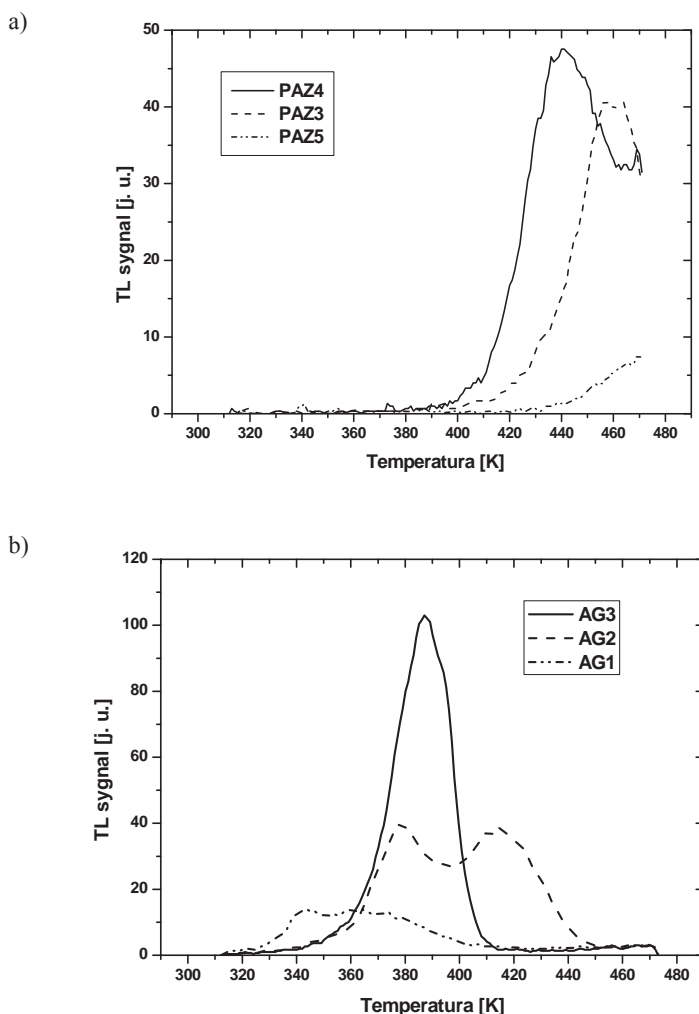 a)
50
40
30
20
10
0
TL sygnal [j. u.]
PAZ4
PAZ3
PAZ5
300 320 340 360 380 400 420 440 460 480
Temperatura [K]
b)
120
100
80
60
40
20
0
TL sygnal [j. u.]
AG3
AG2
AG1
300 320 340 360 380 400 420 440 460 480
Temperatura [K]